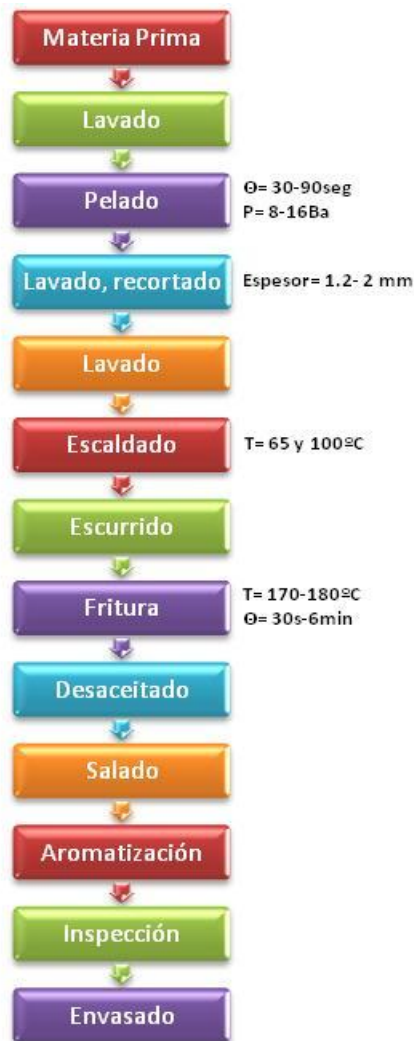 Materia Prima
Lavado
Pelado
Θ= 30-90seg
P= 8-16Ba
Lavado, recortado
Espesor= 1.2- 2 mm
Lavado
Escaldado
T= 65 y 100ºC
Escurrido
Fritura
T= 170-180ºC
Θ= 30s-6min
Desaceitado
Salado
Aromatización
Inspección
Envasado